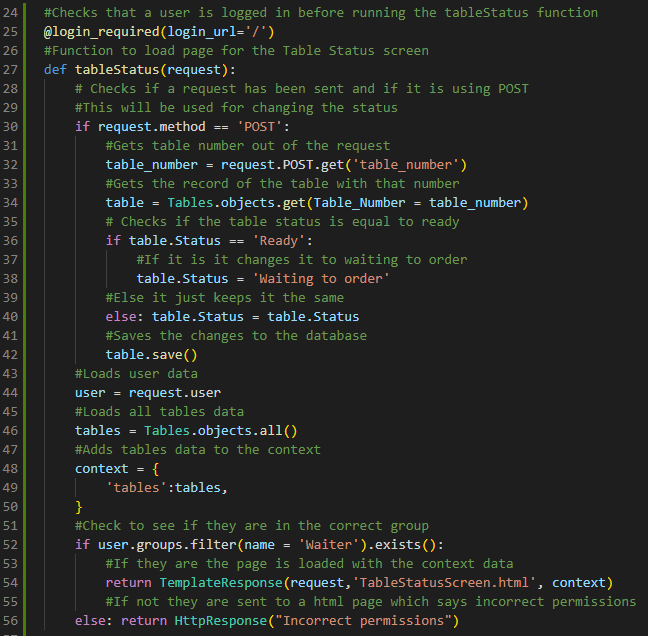 24 #Checks that a user is logged in before running the tableStatus function
25 @login_required(login_url='/')
26 #Function to load page for the Table Status screen
27 def tableStatus(request):
28     # Checks if a request has been sent and if it is using POST
29     #This will be used for changing the status
30     if request.method == 'POST':
31         #Gets table number out of the request
32         table_number = request.POST.get('table_number')
33         #Gets the record of the table with that number
34         table = Tables.objects.get(Table_Number = table_number)
35         # Checks if the table status is equal to ready
36         if table.Status == 'Ready':
37             #If it is it changes it to waiting to order
38             table.Status = 'Waiting to order'
39         #Else it just keeps it the same
40         else: table.Status = table.Status
41         #Saves the changes to the database
42         table.save()
43     #Loads user data
44     user = request.user
45     #Loads all tables data
46     tables = Tables.objects.all()
47     #Adds tables data to the context
48     context = {
49         'tables':tables,
50     }
51     #Check to see if they are in the correct group
52     if user.groups.filter(name = 'Waiter').exists():
53         #If they are the page is loaded with the context data
54         return TemplateResponse(request,'TableStatusScreen.html', context)
55         #If not they are sent to a html page which says incorrect permissions
56     else: return HttpResponse("Incorrect permissions")